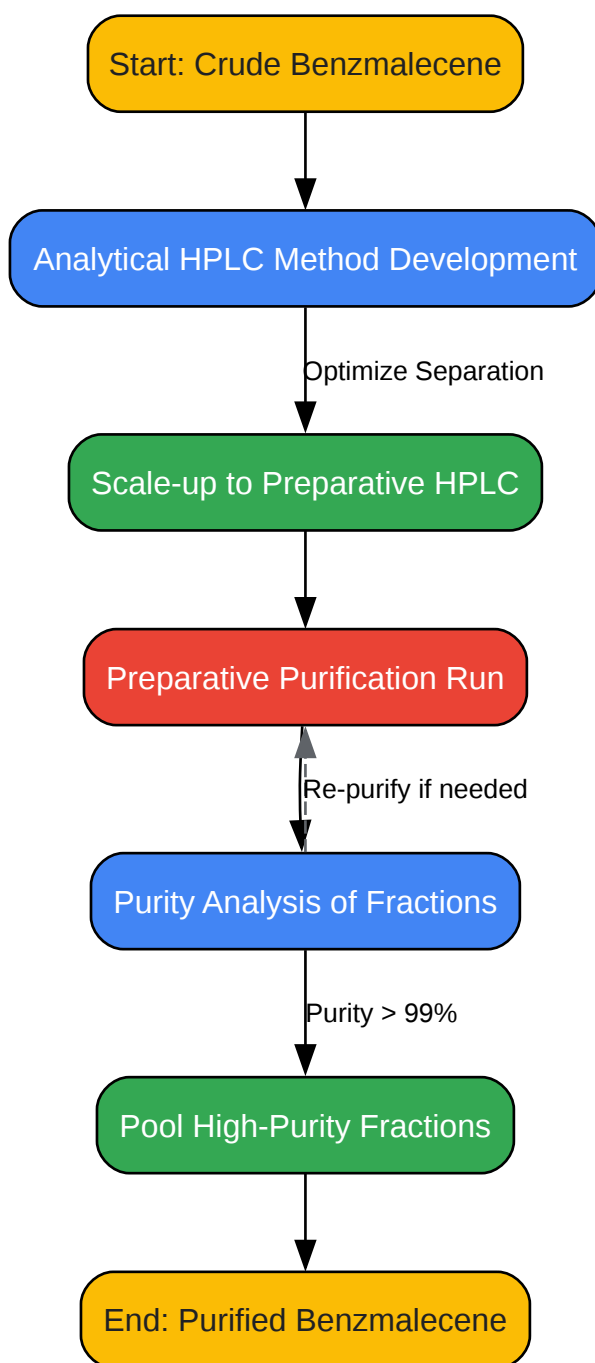 Start: Crude Benzmalecene
Analytical HPLC Method Development
Optimize Separation
Scale-up to Preparative HPLC
Preparative Purification Run
Re-purify if needed
Purity Analysis of Fractions
Purity > 99%
Pool High-Purity Fractions
End: Purified Benzmalecene